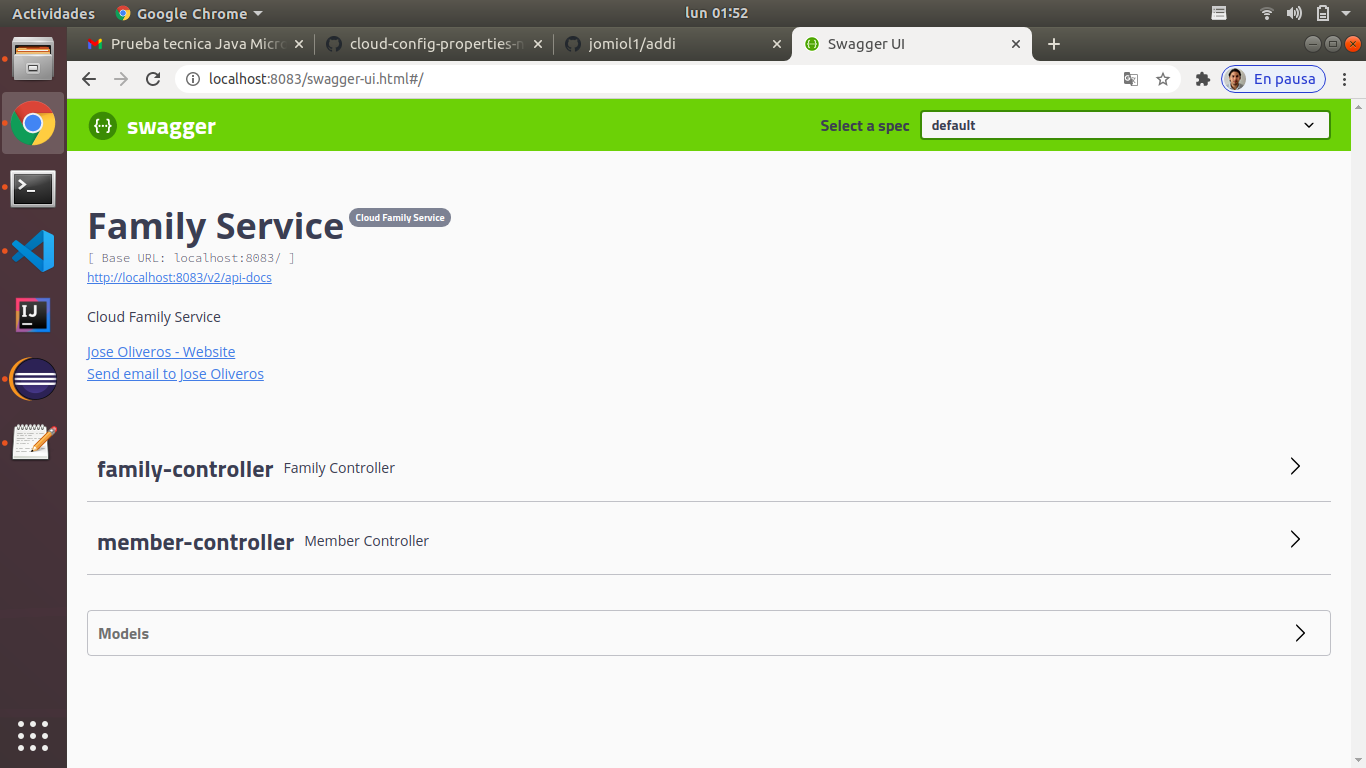 Actividades Google Chrome lun 01:52
Prueba tecnica Java Micr cloud-config-properties- jomiol1/addi Swagger UI
localhost:8083/swagger-ui.html#/ En pausa
{··} swagger Select a spec default
Family Service Cloud Family Service
[ Base URL: localhost:8083/ ]
http://localhost:8083/v2/api-docs
Cloud Family Service
Jose Oliveros - Website
Send email to Jose Oliveros
family-controller Family Controller
member-controller Member Controller
Models